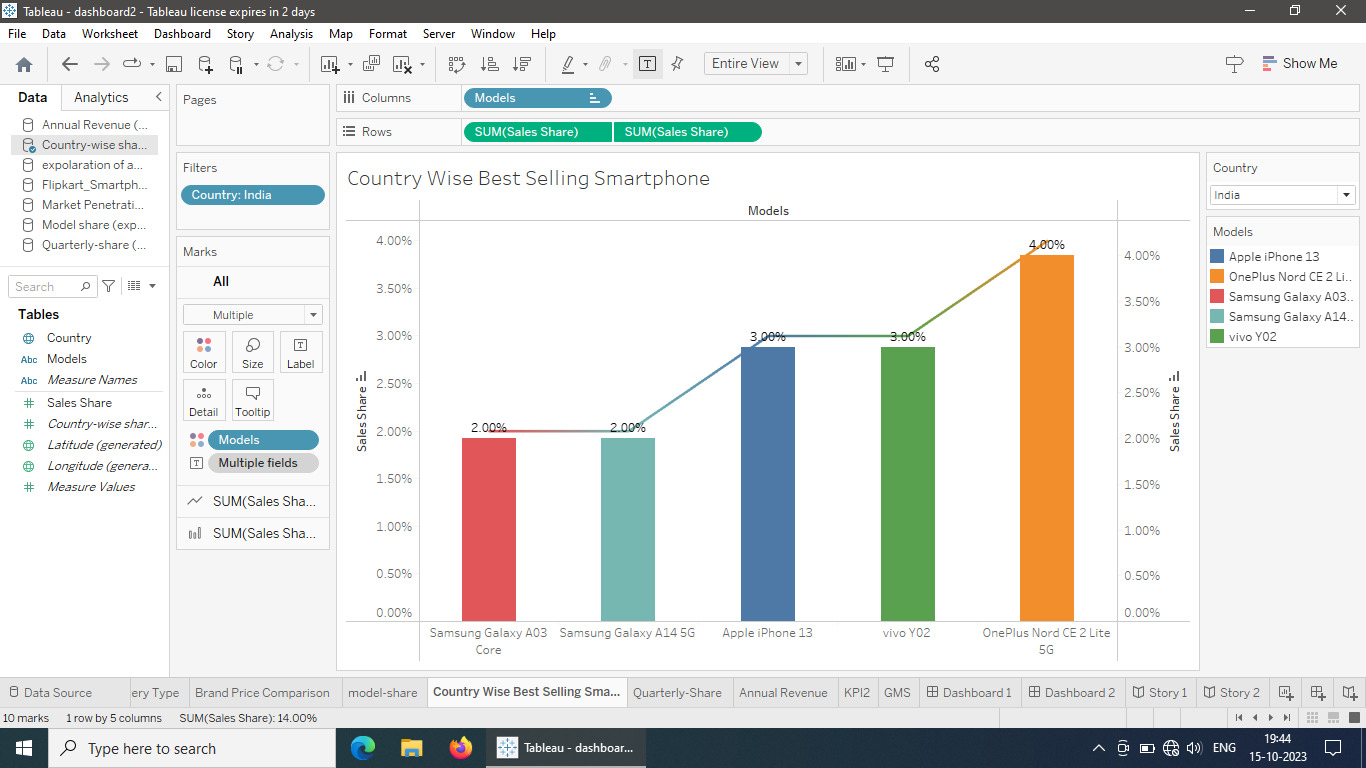 Tableau - dashboard2 - Tableau license expires in 2 days
File Data Worksheet Dashboard Story Analysis Map Format Server Window Help
Entire View
Show Me
Data Analytics
Annual Revenue (...
Country-wise sha...
expolaration of a...
Flipkart_Smartph...
Market Penetrati...
Model share (exp...
Quarterly-share (...
Search
Tables
Country
Abc Models
Abc Measure Names
Sales Share
Country-wise shar...
Latitude (generated)
Longitude (genera...
Measure Values
Pages
Filters
Country: India
Marks
All
Multiple
Color Size Label
Detail Tooltip
Models
Multiple fields
SUM(Sales Sha...
SUM(Sales Sha...
Columns Models
Rows SUM(Sales Share) SUM(Sales Share)
Country Wise Best Selling Smartphone
Models
Sales Share
4.00%
3.50%
3.00%
2.50%
2.00%
1.50%
1.00%
0.50%
0.00%
2.00% 2.00% 3.00% 3.00% 4.00%
4.00%
3.50%
3.00%
2.50%
2.00%
1.50%
1.00%
0.50%
0.00%
Sales Share
Samsung Galaxy A03 Samsung Galaxy A14 5G Apple iPhone 13 vivo Y02 OnePlus Nord CE 2 Lite
Core 5G
Country
India
Models
Apple iPhone 13
OnePlus Nord CE 2 Li..
Samsung Galaxy A03..
Samsung Galaxy A14..
vivo Y02
Data Source ery Type Brand Price Comparison model-share Country Wise Best Selling Sma... Quarterly-Share Annual Revenue KPI2 GMS Dashboard 1 Dashboard 2 Story 1 Story 2
10 marks 1 row by 5 columns SUM(Sales Share): 14.00%
Type here to search
Tableau - dashboar...
ENG
19:44
15-10-2023